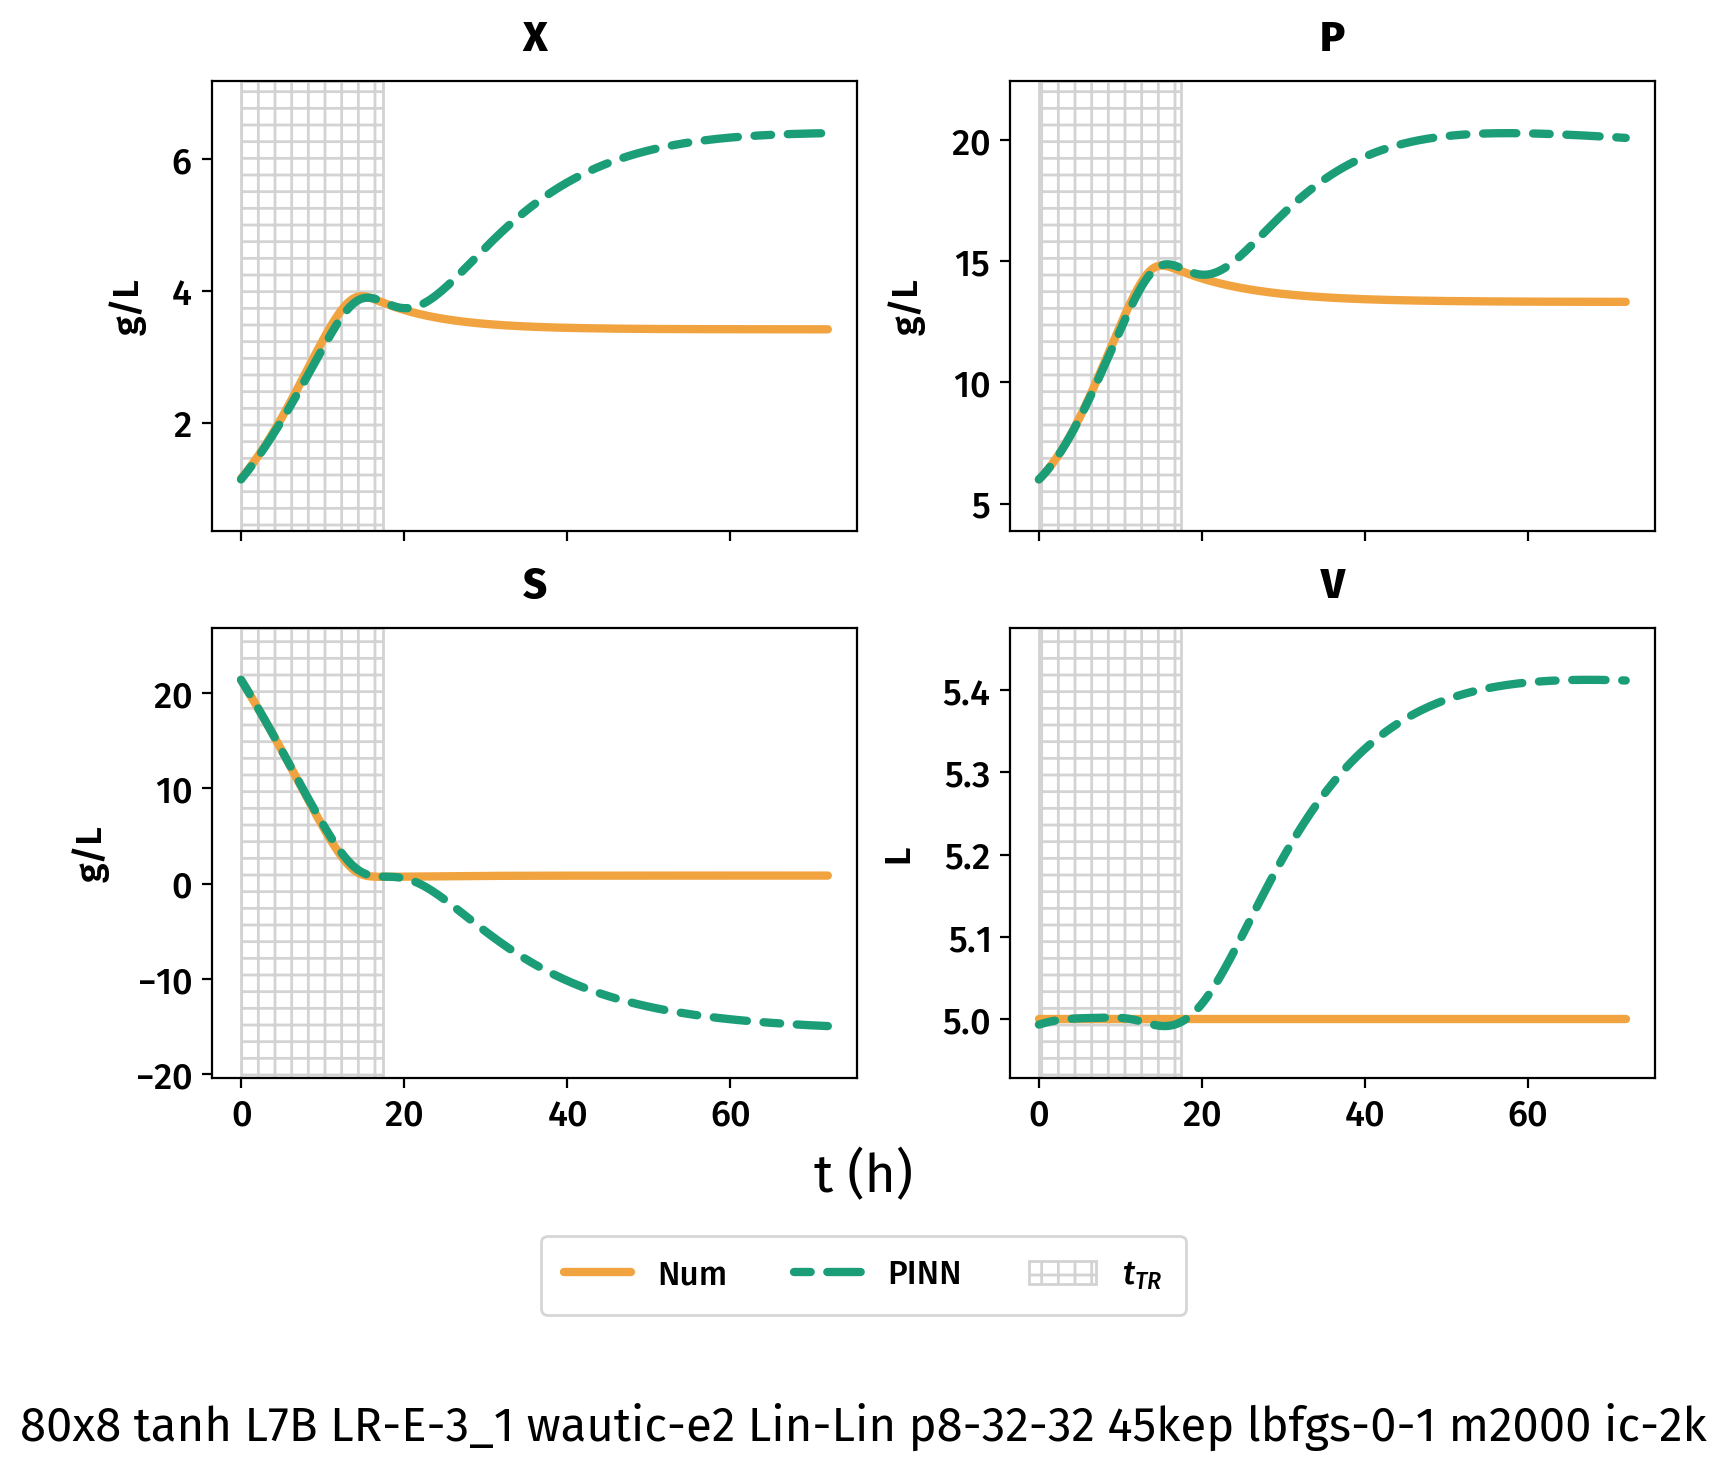 X
P
6
4
2
g/L
20
15
10
5
g/L
S
V
20
10
0
−10
−20
g/L
5.4
5.3
5.2
5.1
5.0
L
0 20 40 60
0 20 40 60
t (h)
Num PINN tTR
80x8 tanh L7B LR-E-3_1 wautic-e2 Lin-Lin p8-32-32 45kep lbfgs-0-1 m2000 ic-2k